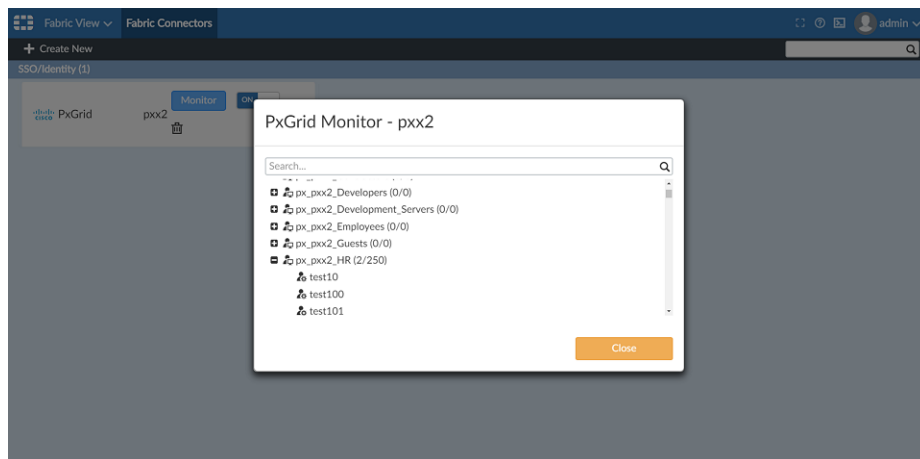 Fabric View Fabric Connectors admin
+ Create New
SSO/Identity (1)
cisco PxGrid pxx2 Monitor ON
PxGrid Monitor - pxx2
Search...
px_pxx2_Developers (0/0)
px_pxx2_Development_Servers (0/0)
px_pxx2_Employees (0/0)
px_pxx2_Guests (0/0)
px_pxx2_HR (2/250)
test10
test100
test101
Close